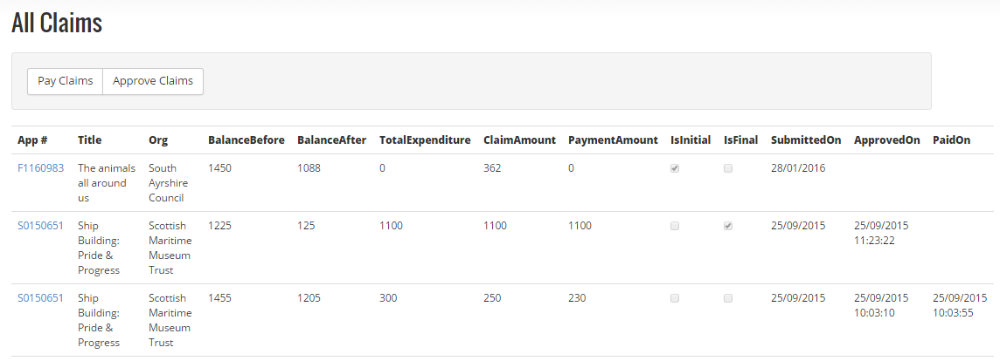 All Claims
Pay Claims Approve Claims
App # Title Org BalanceBefore BalanceAfter TotalExpenditure ClaimAmount PaymentAmount IsInitial IsFinal SubmittedOn ApprovedOn PaidOn
F1160983 The animals South 1450 1088 0 362 0 28/01/2016
all around Ayrshire
us Council
S0150651 Ship Scottish 1225 125 1100 1100 1100 25/09/2015 25/09/2015
Building: Maritime 11:23:22
Pride & Museum
Progress Trust
S0150651 Ship Scottish 1455 1205 300 250 230 25/09/2015 25/09/2015 25/09/2015
Building: Maritime 10:03:10 10:03:55
Pride & Museum
Progress Trust